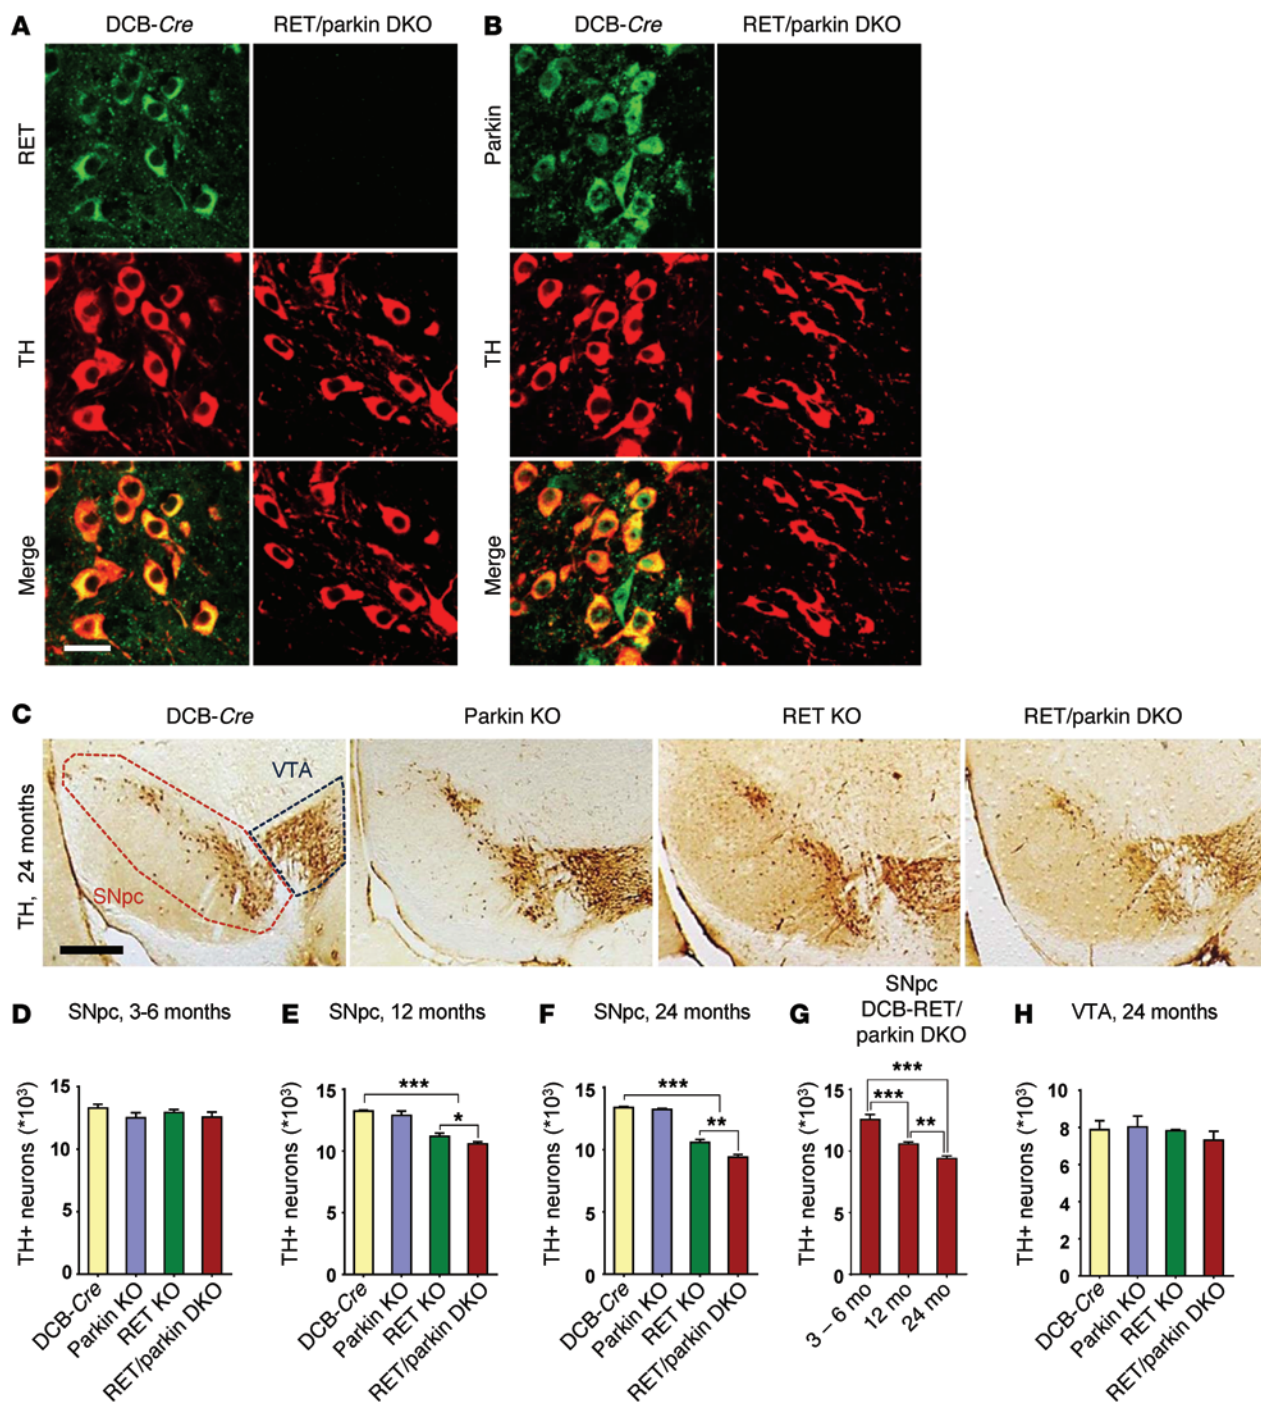 A
DCB-Cre
RET/parkin DKO
B
DCB-Cre
RET/parkin DKO
RET
Parkin
TH
TH
Merge
Merge
C
DCB-Cre
Parkin KO
RET KO
RET/parkin DKO
TH, 24 months
VTA
SNpc
D
SNpc, 3-6 months
TH+ neurons (*10³)
15
10
5
0
DCB-Cre
Parkin KO
RET KO
RET/parkin DKO
E
SNpc, 12 months
TH+ neurons (*10³)
15
10
5
0
***
*
DCB-Cre
Parkin KO
RET KO
RET/parkin DKO
F
SNpc, 24 months
TH+ neurons (*10³)
15
10
5
0
***
**
DCB-Cre
Parkin KO
RET KO
RET/parkin DKO
G
SNpc
DCB-RET/
parkin DKO
TH+ neurons (*10³)
15
10
5
0
***
***
**
3 – 6 mo
12 mo
24 mo
H
VTA, 24 months
TH+ neurons (*10³)
10
8
6
4
2
0
DCB-Cre
Parkin KO
RET KO
RET/parkin DKO